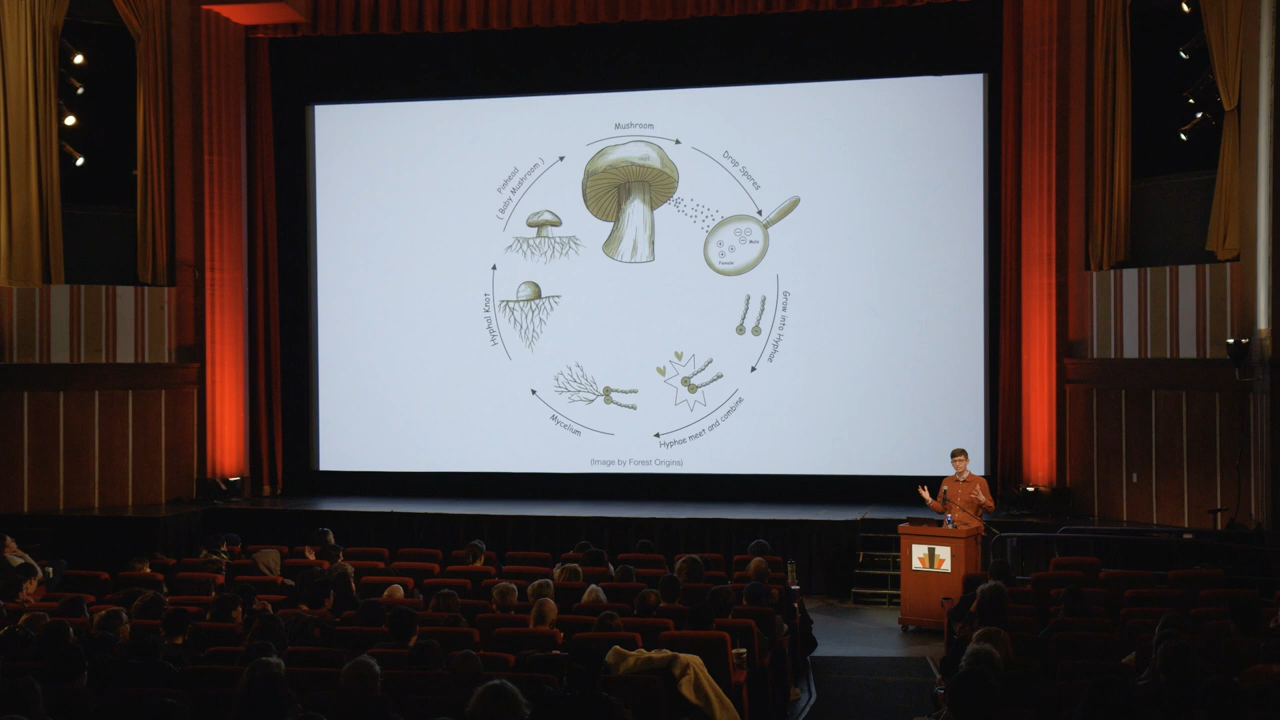 Mushroom
Drop Spores
Male
Female
Grow into Hyphae
Hyphae meet and combine
Mycelium
Hyphal Knot
Pinhead
( Baby Mushroom )
(Image by Forest Origins)